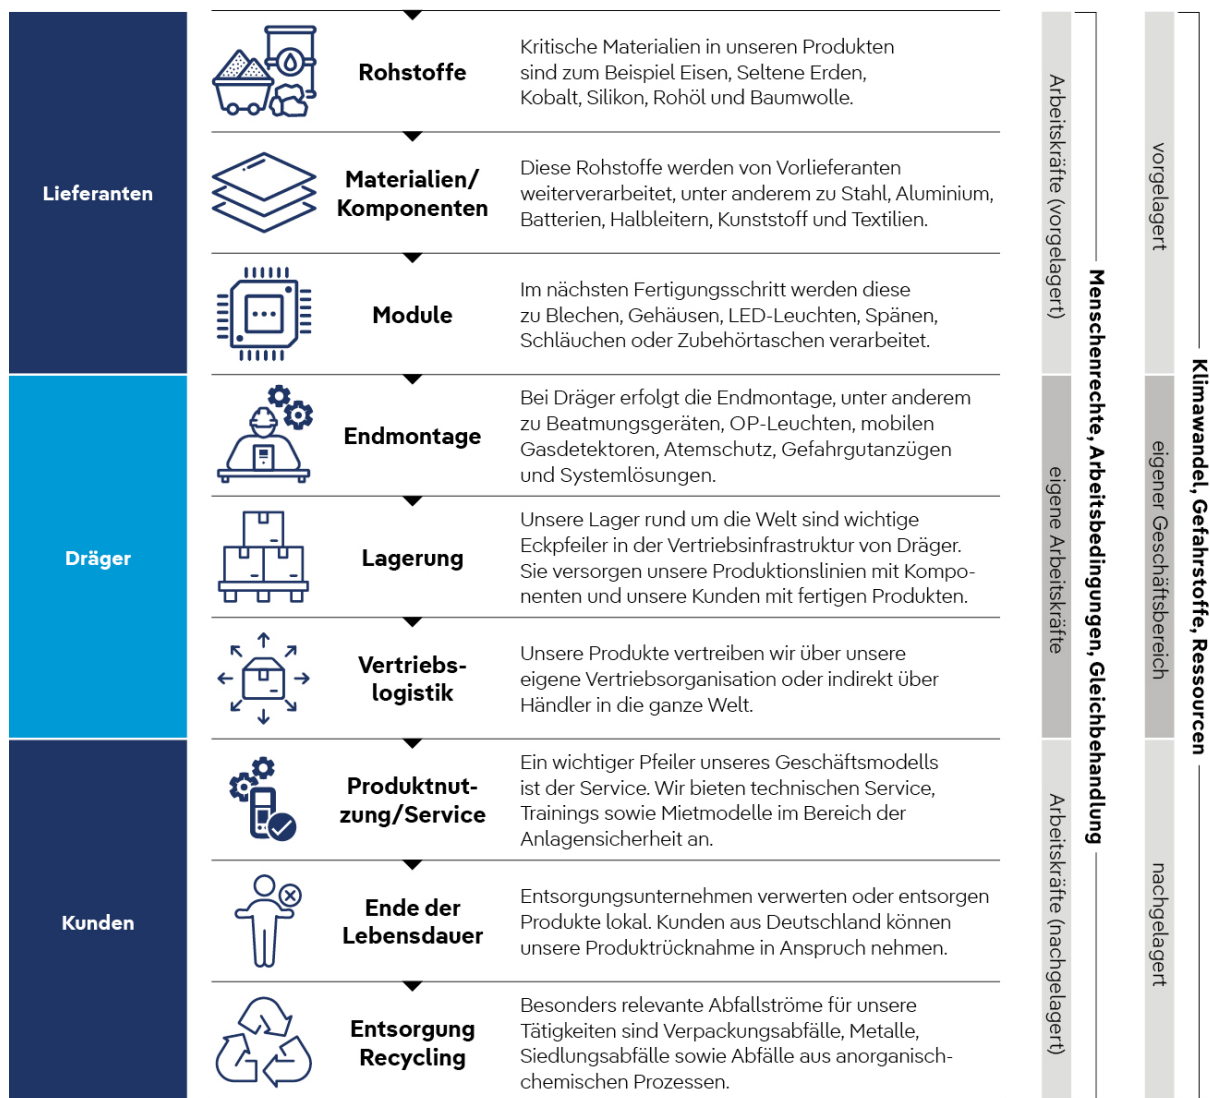 Lieferanten
Rohstoffe
Kritische Materialien in unseren Produkten
sind zum Beispiel Eisen, Seltene Erden,
Kobalt, Silikon, Rohöl und Baumwolle.
Materialien/
Komponenten
Diese Rohstoffe werden von Vorlieferanten
weiterverarbeitet, unter anderem zu Stahl, Aluminium,
Batterien, Halbleitern, Kunststoff und Textilien.
Module
Im nächsten Fertigungsschritt werden diese
zu Blechen, Gehäusen, LED-Leuchten, Spänen,
Schläuchen oder Zubehörtaschen verarbeitet.
Dräger
Endmontage
Bei Dräger erfolgt die Endmontage, unter anderem
zu Beatmungsgeräten, OP-Leuchten, mobilen
Gasdetektoren, Atemschutz, Gefahrgutanzügen
und Systemlösungen.
Lagerung
Unsere Lager rund um die Welt sind wichtige
Eckpfeiler in der Vertriebsinfrastruktur von Dräger.
Sie versorgen unsere Produktionslinien mit Kompo-
nenten und unsere Kunden mit fertigen Produkten.
Vertriebs-
logistik
Unsere Produkte vertreiben wir über unsere
eigene Vertriebsorganisation oder indirekt über
Händler in die ganze Welt.
Kunden
Produktnut-
zung/Service
Ein wichtiger Pfeiler unseres Geschäftsmodells
ist der Service. Wir bieten technischen Service,
Trainings sowie Mietmodelle im Bereich der
Anlagensicherheit an.
Ende der
Lebensdauer
Entsorgungsunternehmen verwerten oder entsorgen
Produkte lokal. Kunden aus Deutschland können
unsere Produktrücknahme in Anspruch nehmen.
Entsorgung
Recycling
Besonders relevante Abfallströme für unsere
Tätigkeiten sind Verpackungsabfälle, Metalle,
Siedlungsabfälle sowie Abfälle aus anorganisch-
chemischen Prozessen.
Arbeitskräfte (vorgelagert)
eigene Arbeitskräfte
Arbeitskräfte (nachgelagert)
Menschenrechte, Arbeitsbedingungen, Gleichbehandlung
vorgelagert
eigener Geschäftsbereich
nachgelagert
Klimawandel, Gefahrstoffe, Ressourcen